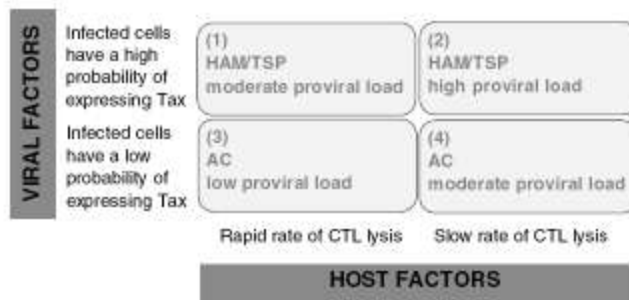 VIRAL FACTORS
Infected cells
have a high
probability of
expressing Tax
(1)
HAM/TSP
moderate proviral load
(2)
HAM/TSP
high proviral load
Infected cells
have a low
probability of
expressing Tax
(3)
AC
low proviral load
(4)
AC
moderate proviral load
Rapid rate of CTL lysis
Slow rate of CTL lysis
HOST FACTORS